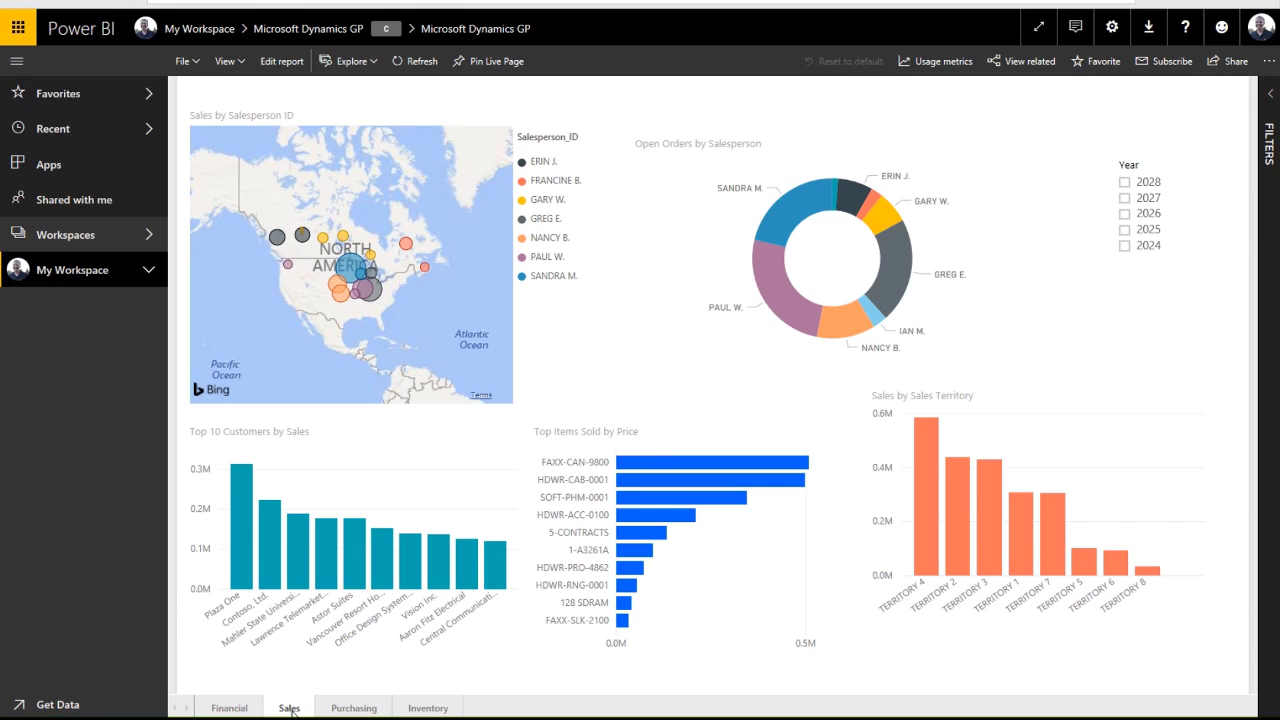 Power BI
My Workspace > Microsoft Dynamics GP C > Microsoft Dynamics GP
?
File View Edit report Explore Refresh Pin Live Page Reset to default Usage metrics View related Favorite Subscribe Share ...
Favorites
Recent
Apps
Shared with me
Workspaces
My Workspace
Get Data
Sales by Salesperson ID
NORTH
AMERICA
Atlantic
Ocean
Pacific
Ocean
Bing
Terms
Salesperson_ID
ERIN J.
FRANCINE B.
GARY W.
GREG E.
NANCY B.
PAUL W.
SANDRA M.
Open Orders by Salesperson
SANDRA M.
ERIN J.
GARY W.
GREG E.
PAUL W.
IAN M.
NANCY B.
Year
2028
2027
2026
2025
2024
FILTERS
Top 10 Customers by Sales
0.3M
0.2M
0.1M
0.0M
Plaza One
Contoso, Ltd.
Mahler State Universi...
Lawrence Telemarket...
Astor Suites
Vancouver Resort Ho...
Office Design System...
Vision Inc.
Aaron Fitz Electrical
Central Communicati...
Top Items Sold by Price
FAXX-CAN-9800
HDWR-CAB-0001
SOFT-PHM-0001
HDWR-ACC-0100
5-CONTRACTS
1-A3261A
HDWR-PRO-4862
HDWR-RNG-0001
128 SDRAM
FAXX-SLK-2100
0.0M 0.5M
Sales by Sales Territory
0.6M
0.4M
0.2M
0.0M
TERRITORY 4
TERRITORY 2
TERRITORY 3
TERRITORY 1
TERRITORY 7
TERRITORY 5
TERRITORY 6
TERRITORY 8
Financial Sales Purchasing Inventory